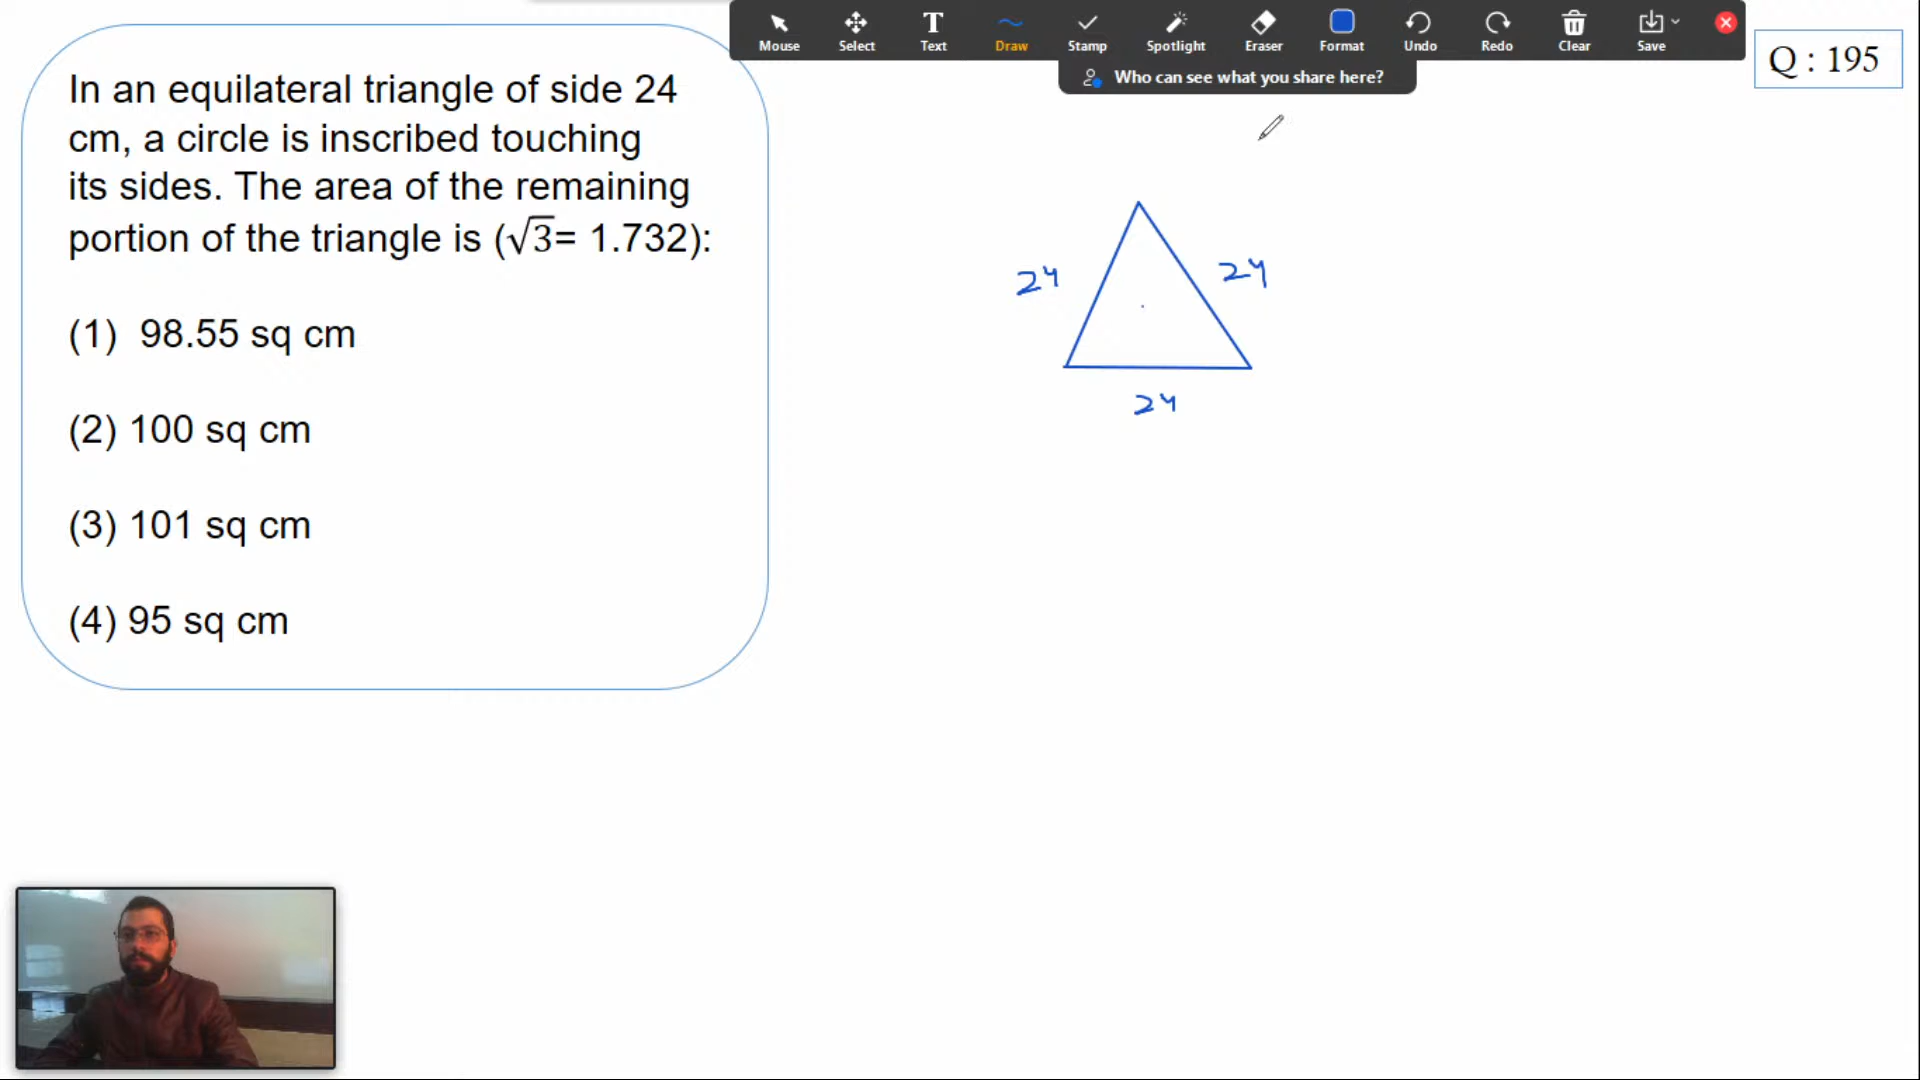 Mouse Select Text Draw Stamp Spotlight Eraser Format Undo Redo Clear Save
Who can see what you share here?
Q : 195
In an equilateral triangle of side 24
cm, a circle is inscribed touching
its sides. The area of the remaining
portion of the triangle is (√3= 1.732):
(1) 98.55 sq cm
(2) 100 sq cm
(3) 101 sq cm
(4) 95 sq cm
24
24
24